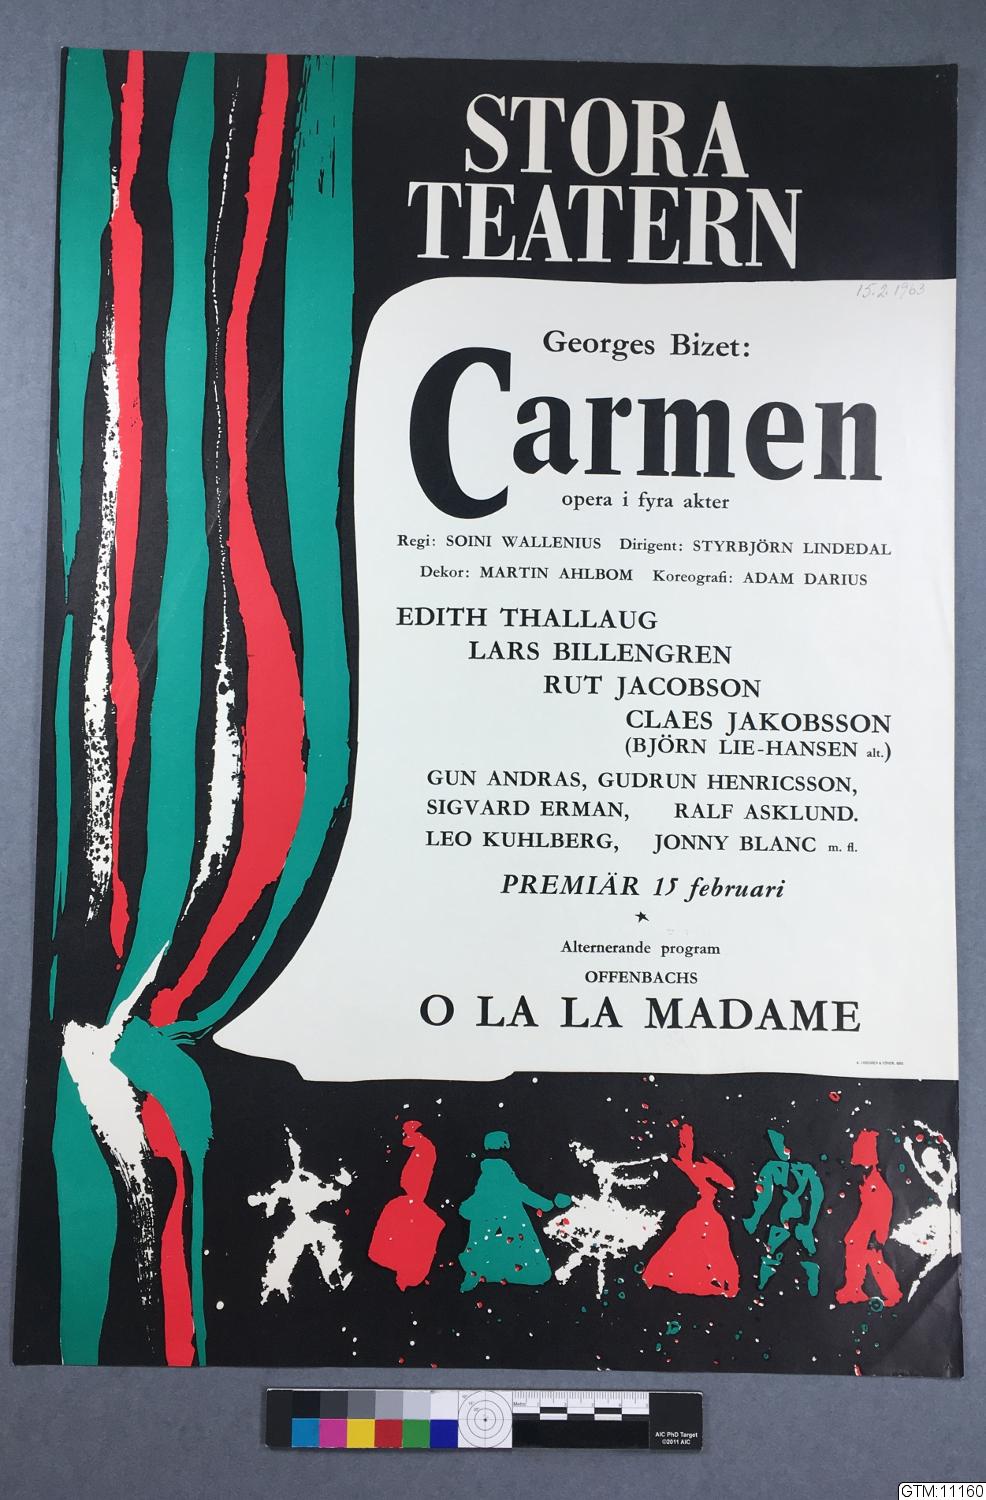 STORA
TEATERN
15.2.1963
Georges Bizet:
Carmen
opera i fyra akter
Regi: SOINI WALLENIUS Dirigent: STYRBJÖRN LINDEDAL
Dekor: MARTIN AHLBOM Koreografi: ADAM DARIUS
EDITH THALLAUG
LARS BILLENGREN
RUT JACOBSON
CLAES JAKOBSSON
(BJÖRN LIE-HANSEN alt.)
GUN ANDRAS, GUDRUN HENRICSSON,
SIGVARD ERMAN, RALF ASKLUND.
LEO KUHLBERG, JONNY BLANC m. fl.
PREMIÄR 15 februari
Alternerande program
OFFENBACHS
O LA LA MADAME
AIC PhD Target
©2011 AIC
GTM:11160